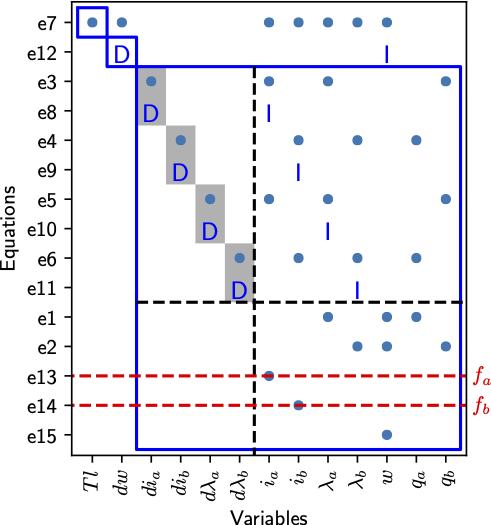 e7
e12 D I
e3
e8 D I
e4
e9 D I
e5
e10 D I
e6
e11 D I
e1
e2
e13 f_a
e14 f_b
e15
Equations
Tl dw di_a di_b dλ_a dλ_b i_a i_b λ_a λ_b w q_a q_b
Variables